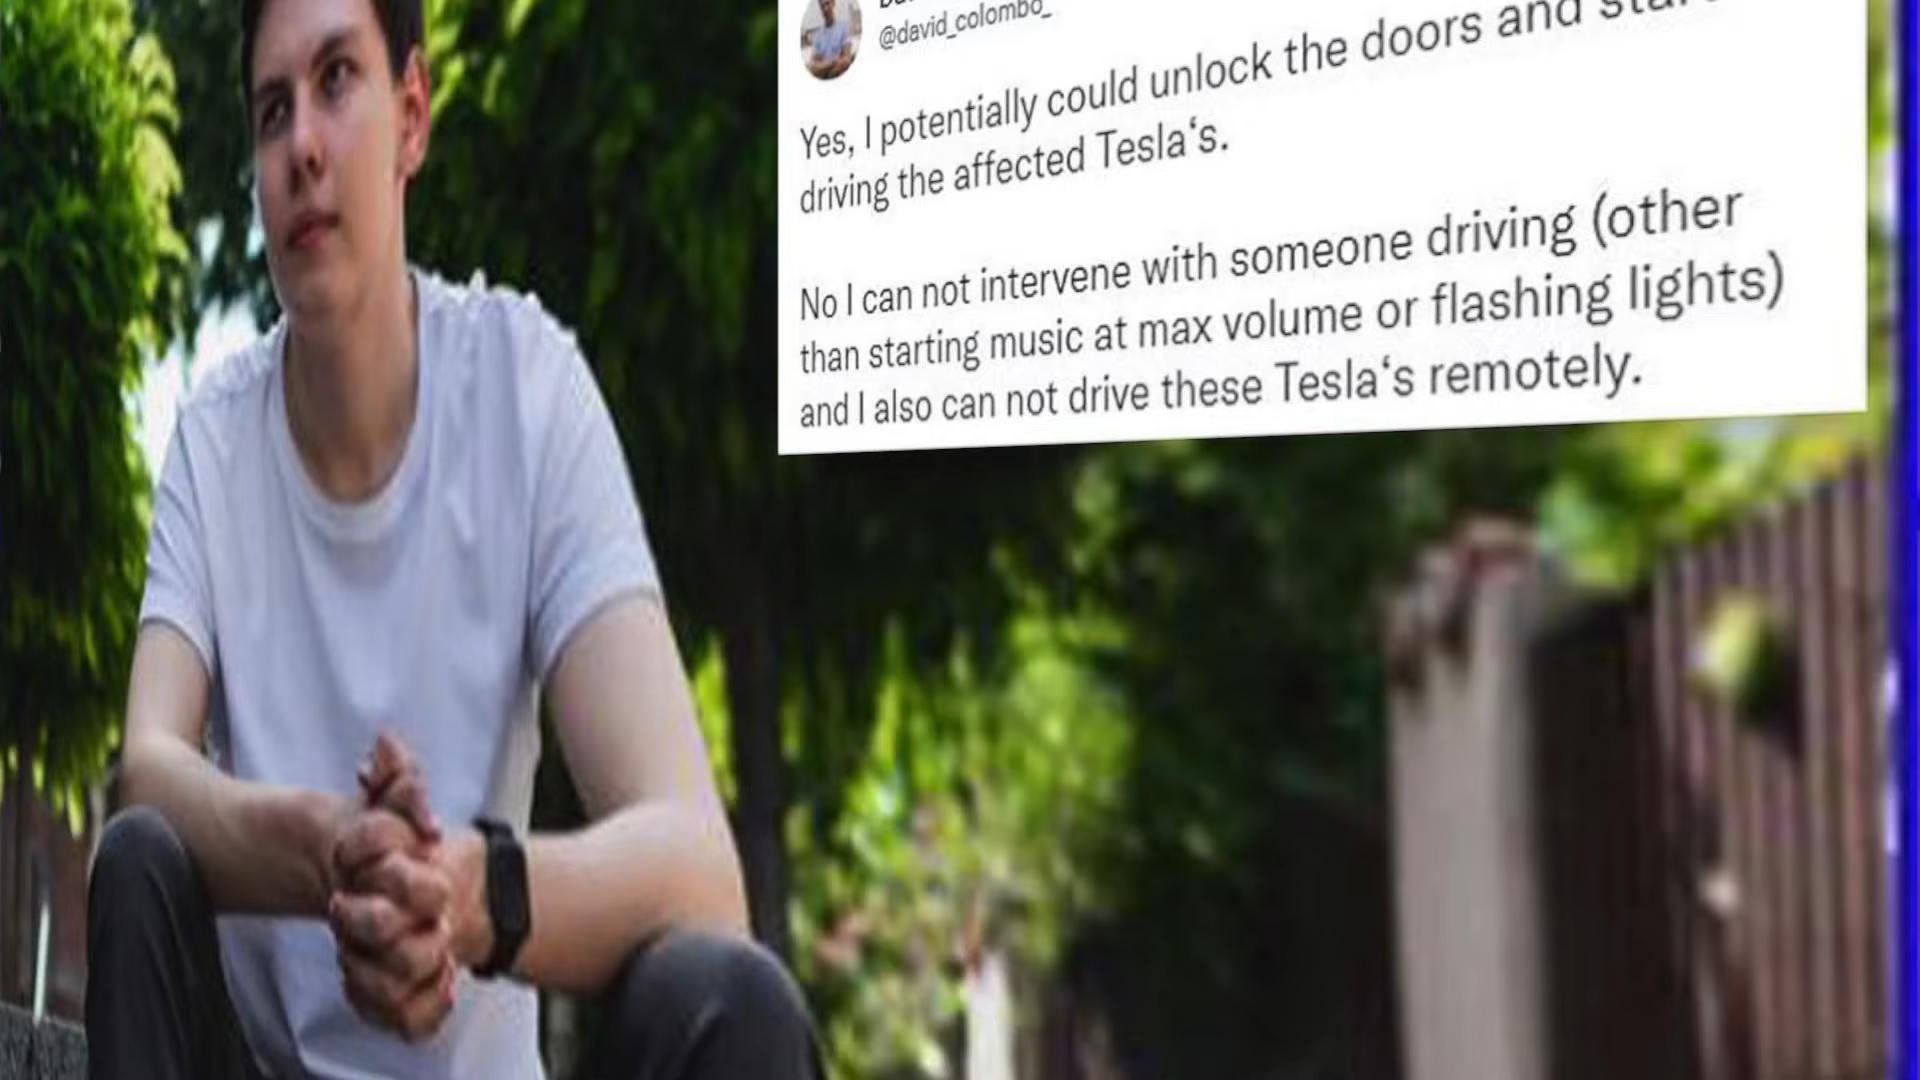 @david_colombo_
Yes, I potentially could unlock the doors and
driving the affected Tesla‘s.
No I can not intervene with someone driving (other
than starting music at max volume or flashing lights)
and I also can not drive these Tesla‘s remotely.